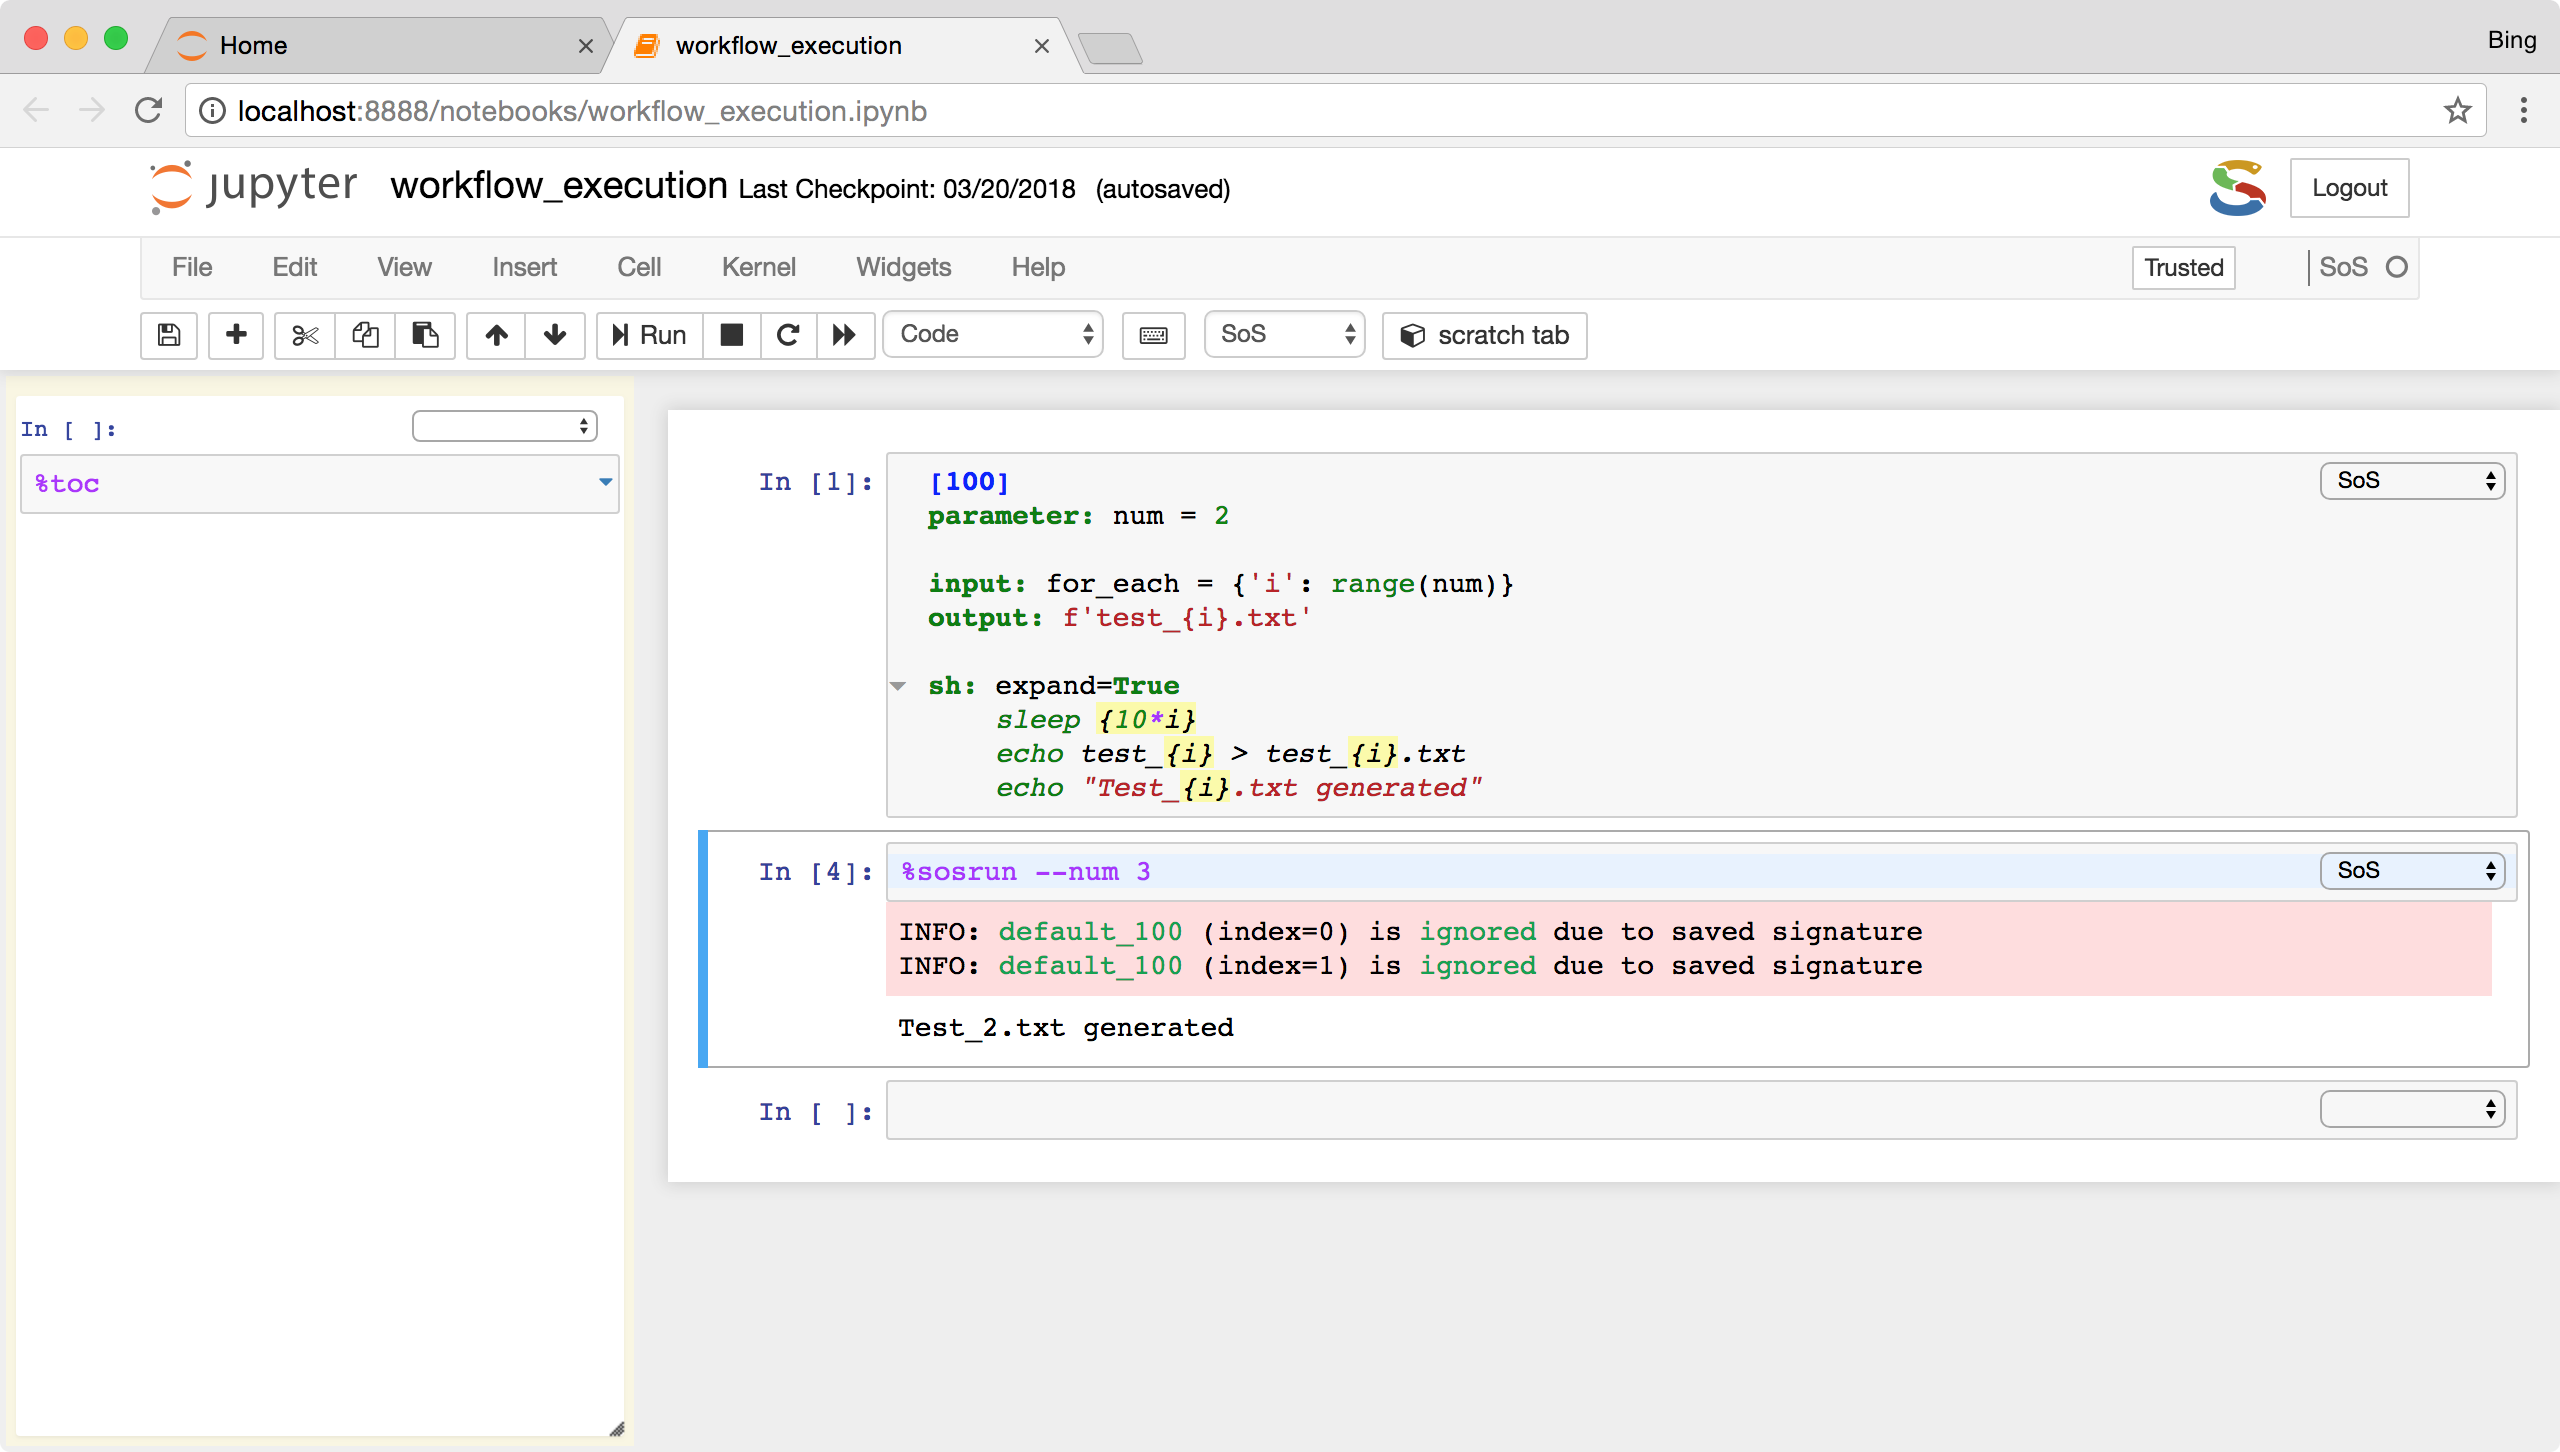 Home
workflow_execution
Bing
localhost:8888/notebooks/workflow_execution.ipynb
jupyter workflow_execution Last Checkpoint: 03/20/2018 (autosaved)
Logout
File Edit View Insert Cell Kernel Widgets Help
Trusted
SoS
Run
Code
SoS
scratch tab
In [ ]:
%toc
In [1]:
[100]
SoS
parameter: num = 2
input: for_each = {'i': range(num)}
output: f'test_{i}.txt'
sh: expand=True
sleep {10*i}
echo test_{i} > test_{i}.txt
echo "Test_{i}.txt generated"
In [4]:
%sosrun --num 3
SoS
INFO: default_100 (index=0) is ignored due to saved signature
INFO: default_100 (index=1) is ignored due to saved signature
Test_2.txt generated
In [ ]: